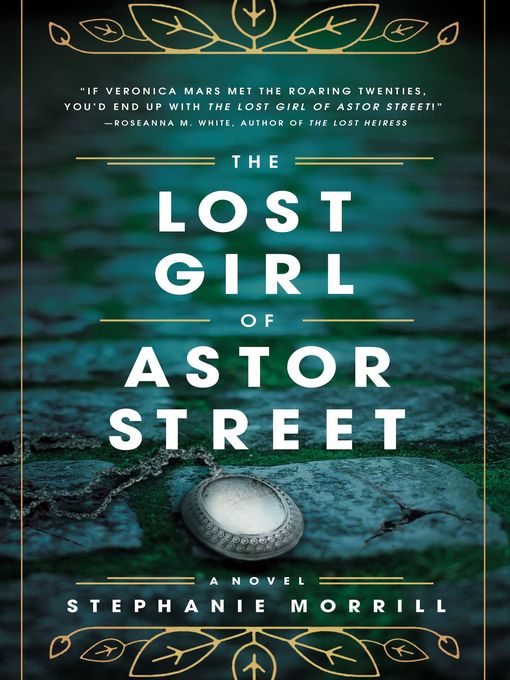 “IF VERONICA MARS MET THE ROARING TWENTIES,
YOU’D END UP WITH THE LOST GIRL OF ASTOR STREET!”
—ROSEANNA M. WHITE, AUTHOR OF THE LOST HEIRESS
THE
LOST
GIRL
OF
ASTOR
STREET
A NOVEL
STEPHANIE MORRILL